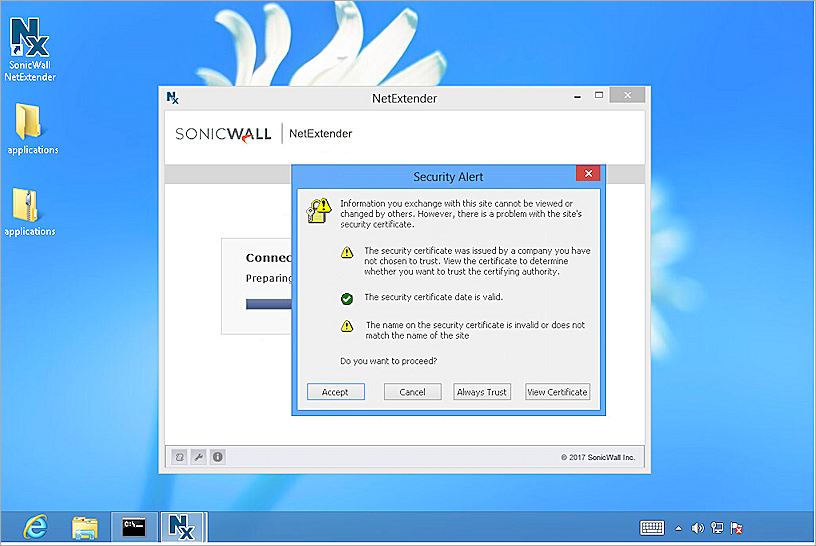 SonicWall
NetExtender
applications
applications
NetExtender
SONICWALL NetExtender
Security Alert
Information you exchange with this site cannot be viewed or
changed by others. However, there is a problem with the site's
security certificate.
The security certificate was issued by a company you have
not chosen to trust. View the certificate to determine
whether you want to trust the certifying authority.
The security certificate date is valid.
The name on the security certificate is invalid or does not
match the name of the site
Do you want to proceed?
Accept Cancel Always Trust View Certificate
Connec
Preparing
© 2017 SonicWall Inc.